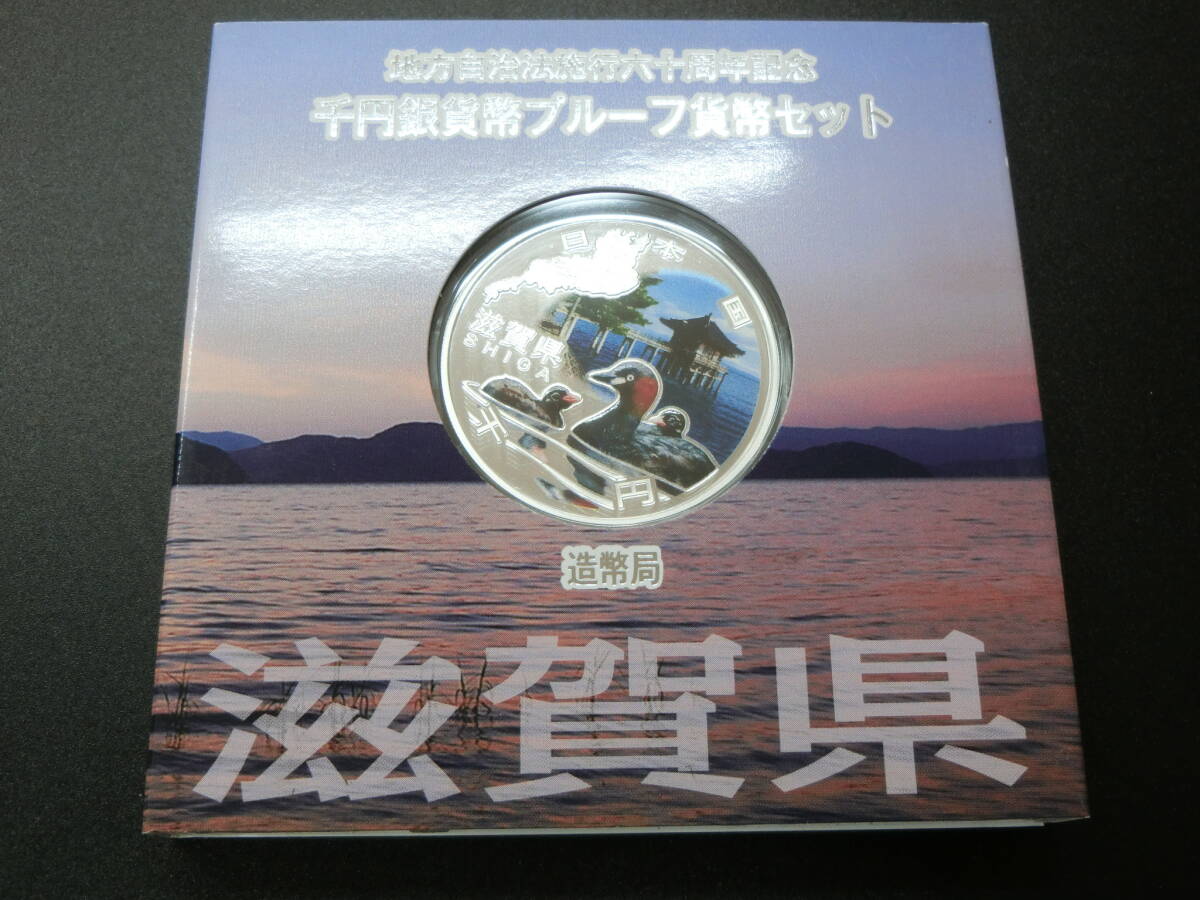 地方自治法施行六十周年記念
千円銀貨幣プルーフ貨幣セット
日本国
滋賀県
SHIGA
千円
造幣局
滋賀県